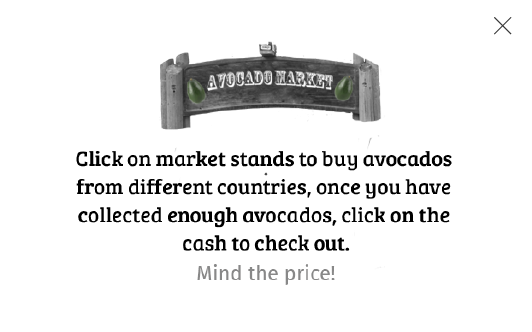 AVOCADO MARKET
Click on market stands to buy avocados
from different countries, once you have
collected enough avocados, click on the
cash to check out.
Mind the price!